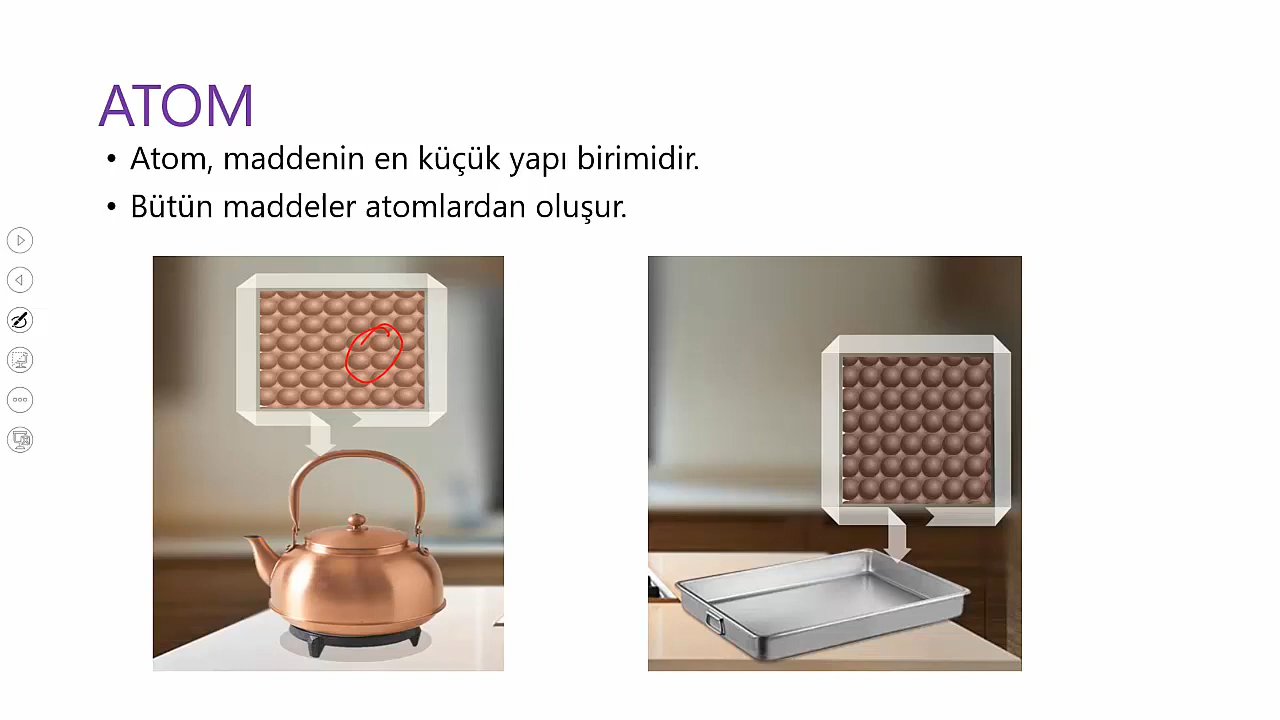 ATOM
• Atom, maddenin en küçük yapı birimidir.
• Bütün maddeler atomlardan oluşur.